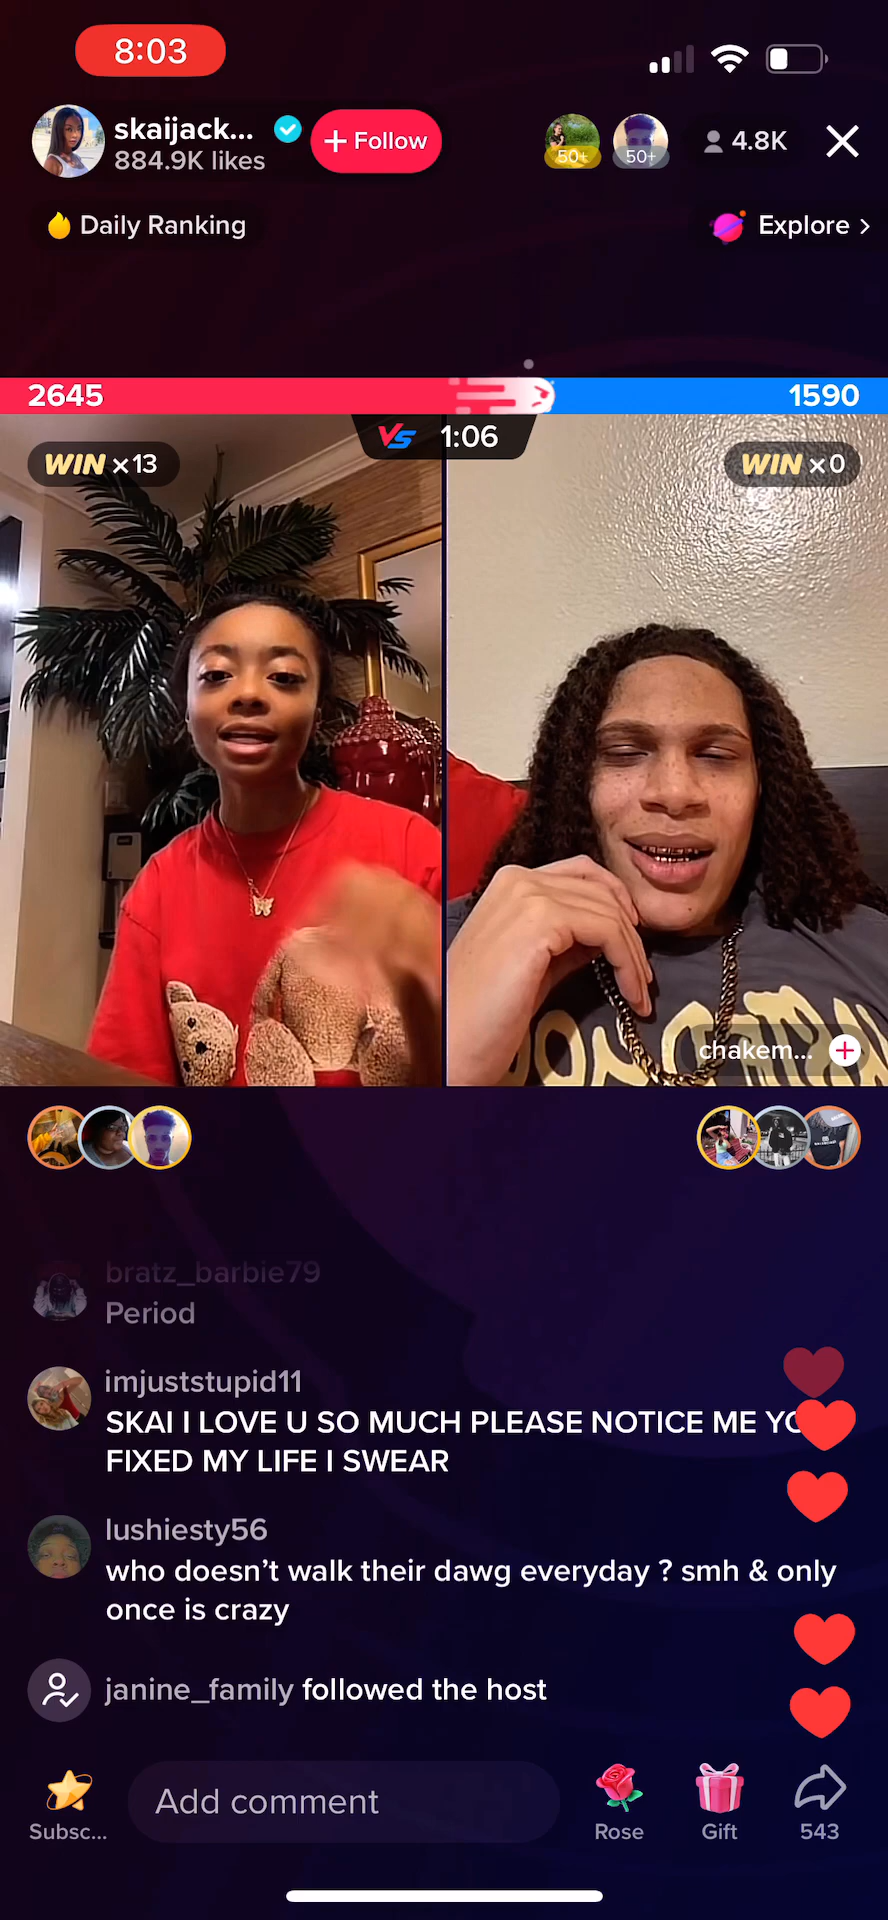 8:03
skaijack...
+ Follow
50+
50+
4.8K
884.9K likes
Daily Ranking
Explore >
2645
1590
VS 1:06
WIN x13
WIN x0
chakem...
bratz_barbie79
Period
imjuststupid11
SKAI I LOVE U SO MUCH PLEASE NOTICE ME
FIXED MY LIFE I SWEAR
lushiesty56
who doesn't walk their dawg everyday ? smh & only
once is crazy
janine_family followed the host
Add comment
Subsc...
Rose
Gift
543